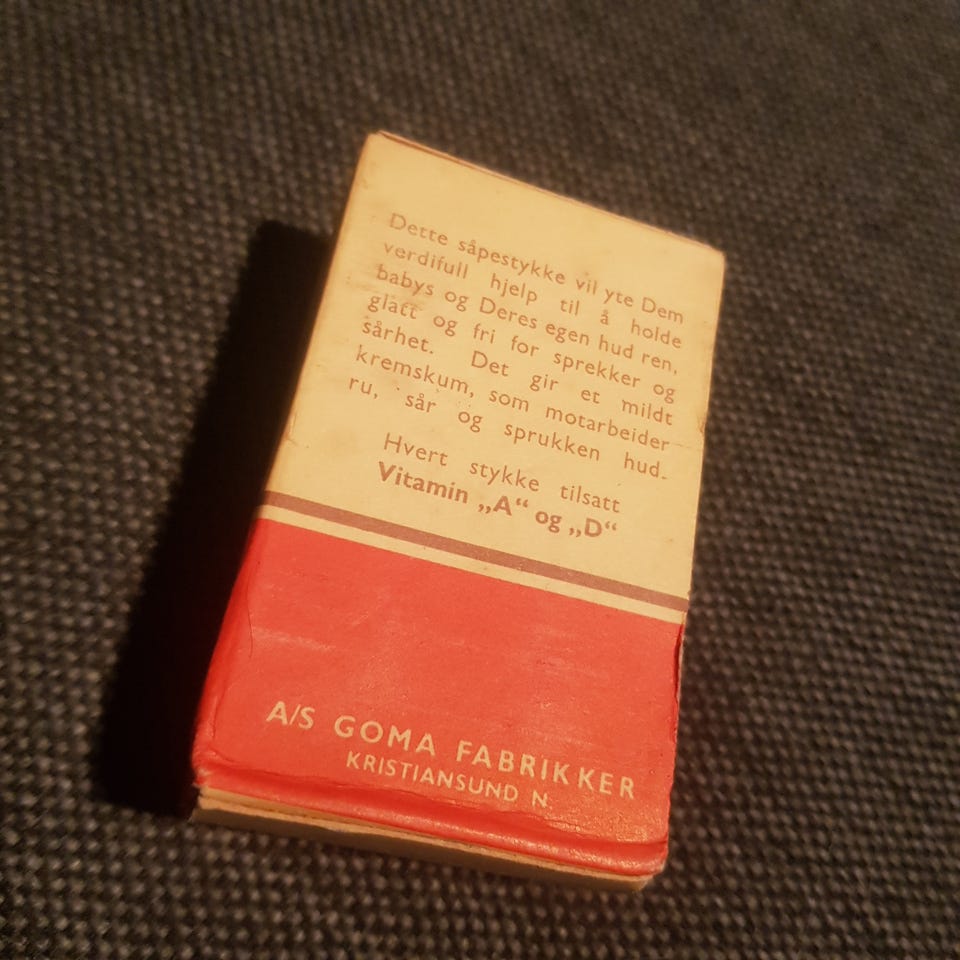 Dette såpestykke vil yte Dem
verdifull hjelp til å holde
babys og Deres egen hud ren,
glatt og fri for sprekker og
sårhet. Det gir et mildt
kremskum, som motarbeider
ru, sår og sprukken hud.
Hvert stykke tilsatt
Vitamin „A“ og „D“
A/S GOMA FABRIKKER
KRISTIANSUND N.